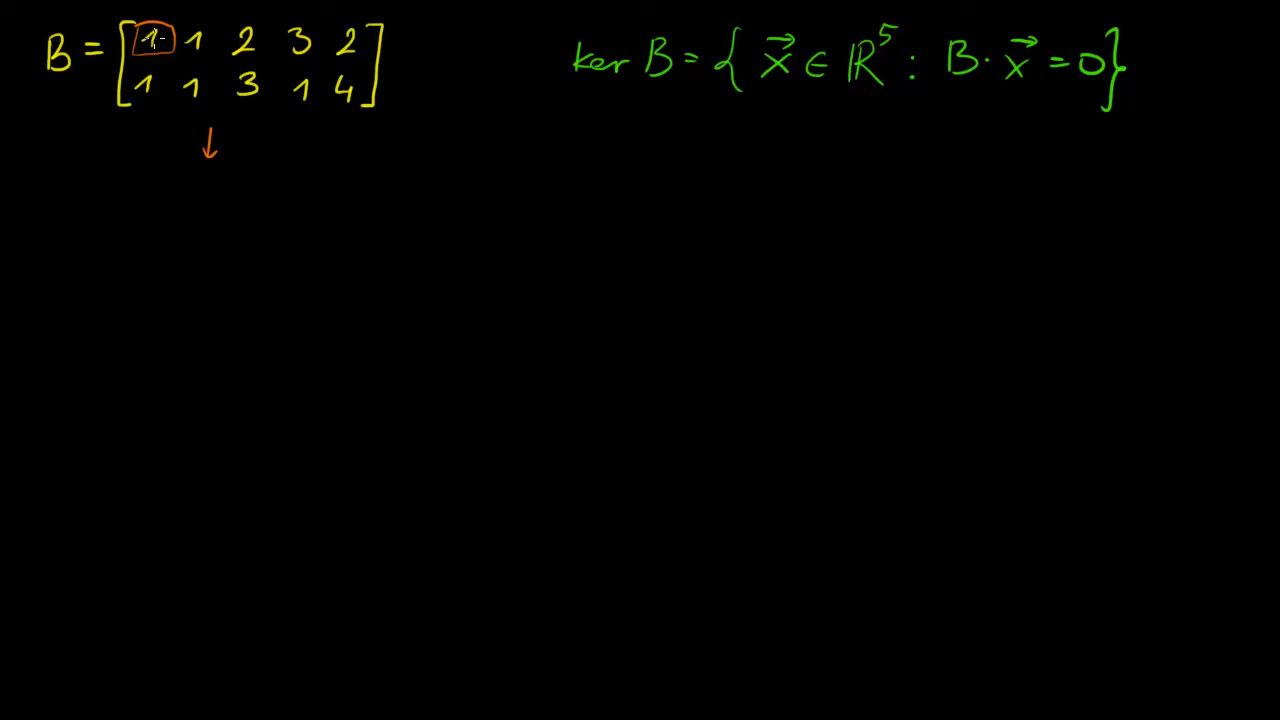 B = [ 1 1 2 3 2
1 1 3 1 4 ]
ker B = { x⃗ ∈ ℝ⁵ : B · x⃗ = 0 }
↓